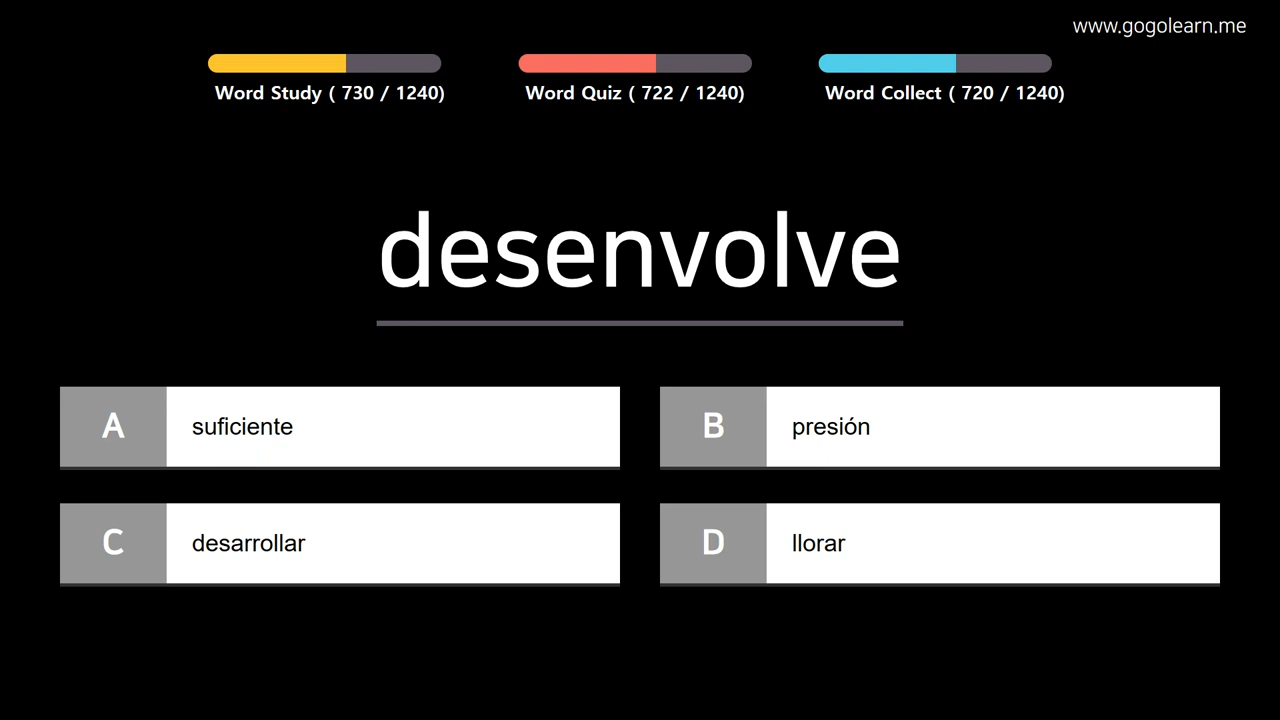 www.gogolearn.me
Word Study ( 730 / 1240)
Word Quiz ( 722 / 1240)
Word Collect ( 720 / 1240)
desenvolve
A suficiente
B presión
C desarrollar
D llorar